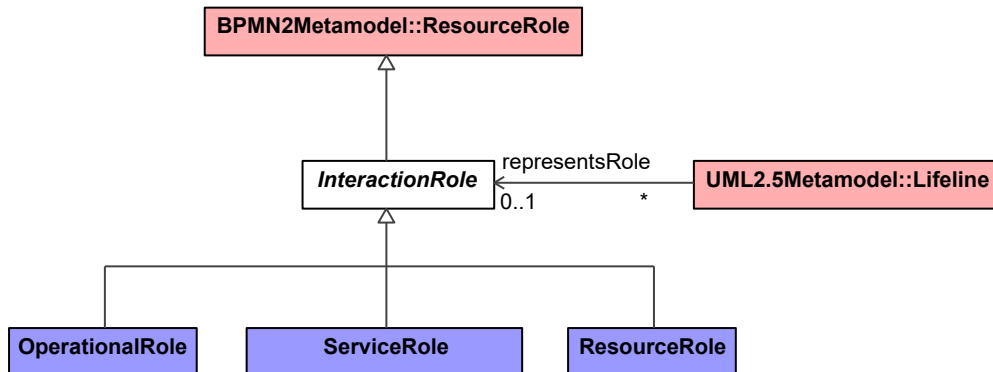 BPMN2Metamodel::ResourceRole
representsRole
InteractionRole
UML2.5Metamodel::Lifeline
0..1
*
OperationalRole
ServiceRole
ResourceRole